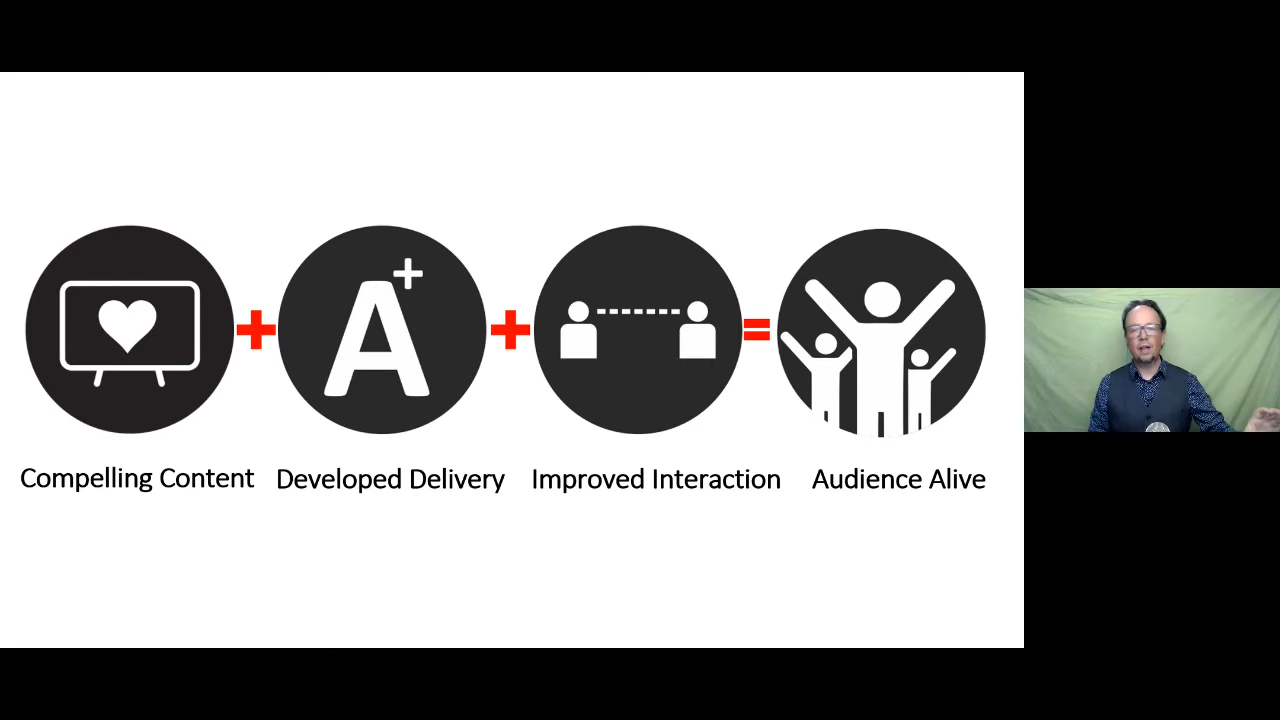 A+
Compelling Content
Developed Delivery
Improved Interaction
Audience Alive